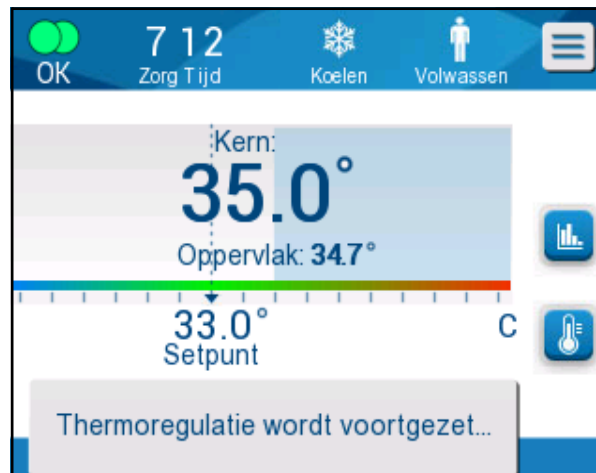 7 12
OK
Zorg Tijd
Koelen
Volwassen
Kern:
35.0°
Oppervlak: 34.7°
33.0°
C
Setpunt
Thermoregulatie wordt voortgezet...